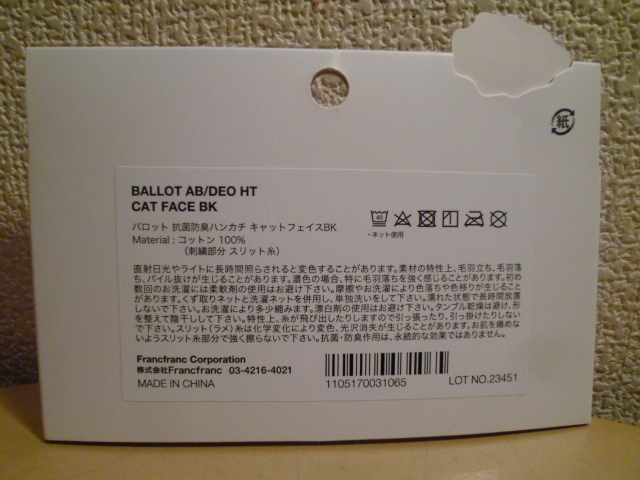 紙
BALLOT AB/DEO HT
CAT FACE BK
バロット 抗菌防臭ハンカチ キャットフェイスBK
Material : コットン 100%
(刺繍部分 スリット糸)
40
・ネット使用
直射日光やライトに長時間照らされると変色することがあります。素材の特性上、毛羽立ち、毛羽落
ち、パイル抜けが生じることがあります。濃色の場合、特に毛羽落ちを強く感じることがあります。初め
数回のお洗濯には柔軟剤の使用はお避け下さい。摩擦やお洗濯により色落ちや色移りが生じることが
あります。くず取りネットと洗濯ネットを併用し、単独洗いをして下さい。濡れた状態で長時間放置
しないで下さい。お洗濯により多少縮みます。漂白剤の使用はお避け下さい。タンブル乾燥は避け、形
を整えて陰干しして下さい。特性上、糸が飛び出したりしますので引っ張ったり、引っ掛けたりしない
で下さい。スリット(ラメ)糸は化学変化により変色、光沢消失が生じることがあります。お肌を痛めな
いようスリット糸部分で強く擦らないで下さい。抗菌・防臭作用は、永続的な効果ではありません。
Francfranc Corporation
株式会社Francfranc 03-4216-4021
MADE IN CHINA
1105170031065
LOT NO.23451